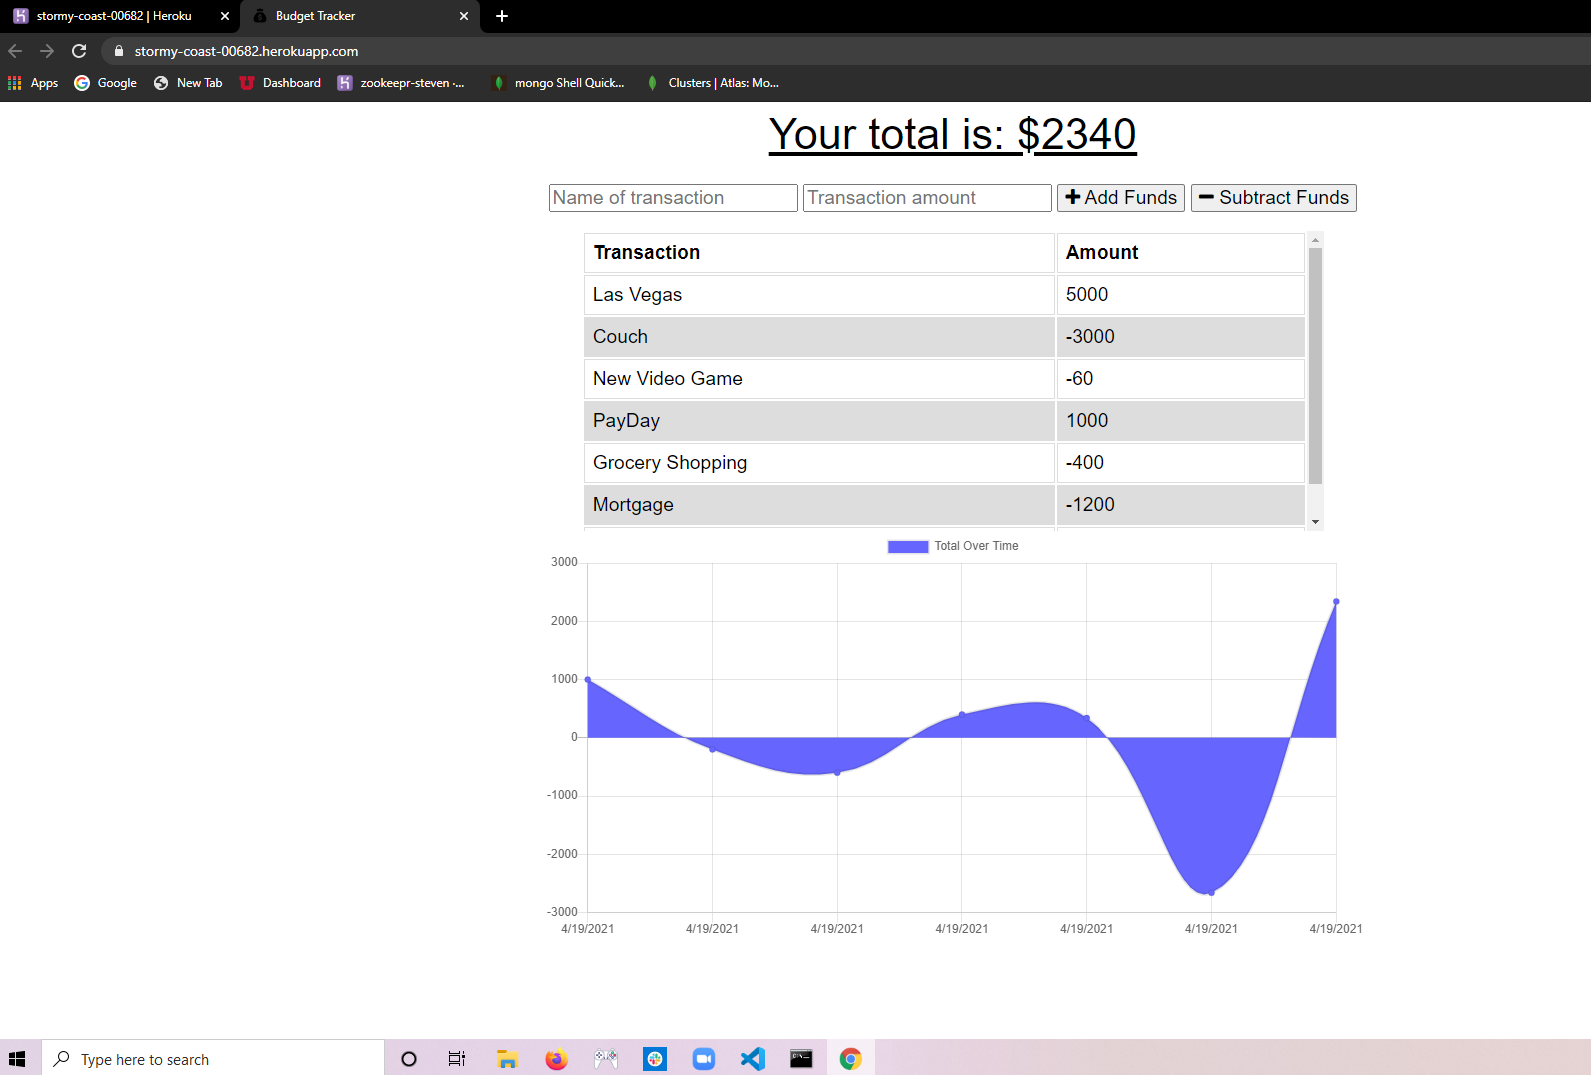 stormy-coast-00682 | Heroku
Budget Tracker
stormy-coast-00682.herokuapp.com
Apps Google New Tab Dashboard zookeepr-steven -... mongo Shell Quick... Clusters | Atlas: Mo...
Your total is: $2340
Name of transaction Transaction amount Add Funds Subtract Funds
Transaction Amount
Las Vegas 5000
Couch -3000
New Video Game -60
PayDay 1000
Grocery Shopping -400
Mortgage -1200
Total Over Time
3000
2000
1000
0
-1000
-2000
-3000
4/19/2021 4/19/2021 4/19/2021 4/19/2021 4/19/2021 4/19/2021 4/19/2021
Type here to search